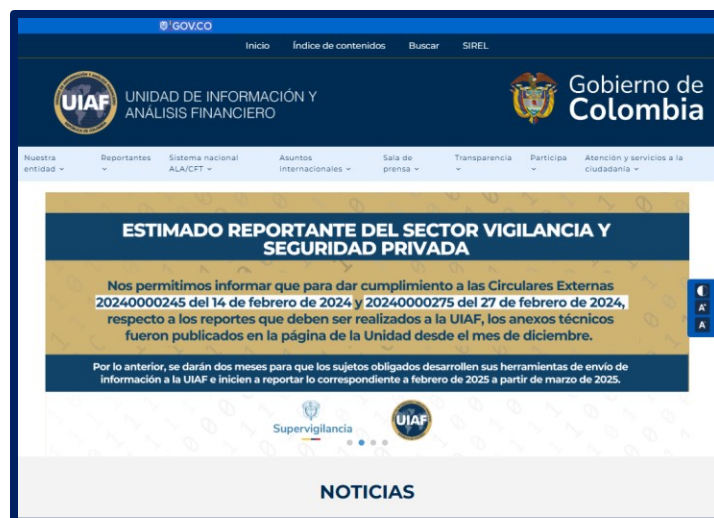 GOV.CO
Inicio Índice de contenidos Buscar SIREL
UIAF
UNIDAD DE INFORMACIÓN Y
ANÁLISIS FINANCIERO
Gobierno de
Colombia
Nuestra entidad
Reportantes
Sistema nacional ALA/CFT
Asuntos internacionales
Sala de prensa
Transparencia
Participa
Atención y servicios a la ciudadanía
ESTIMADO REPORTANTE DEL SECTOR VIGILANCIA Y
SEGURIDAD PRIVADA
Nos permitimos informar que para dar cumplimiento a las Circulares Externas
20240000245 del 14 de febrero de 2024 y 20240000275 del 27 de febrero de 2024,
respecto a los reportes que deben ser realizados a la UIAF, los anexos técnicos
fueron publicados en la página de la Unidad desde el mes de diciembre.
Por lo anterior, se darán dos meses para que los sujetos obligados desarrollen sus herramientas de envío de
información a la UIAF e inicien a reportar lo correspondiente a febrero de 2025 a partir de marzo de 2025.
Supervigilancia
UIAF
NOTICIAS